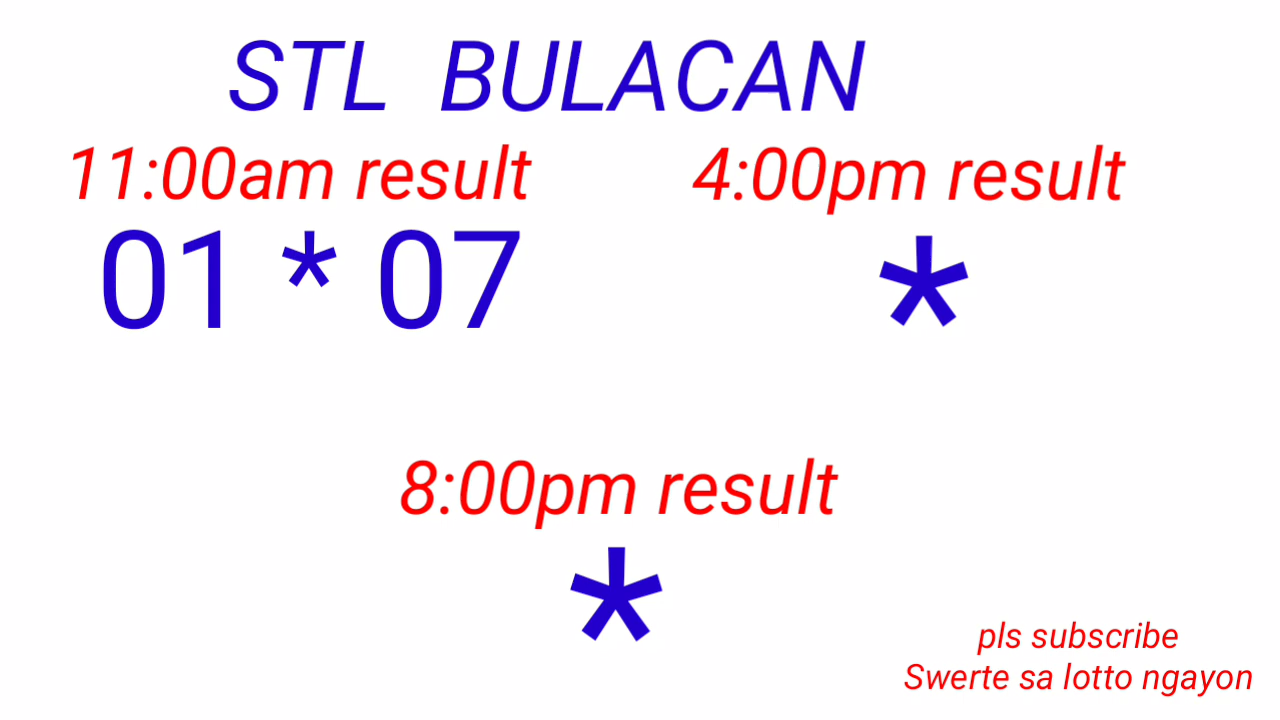 STL BULACAN
11:00am result
4:00pm result
01 * 07
*
8:00pm result
*
pls subscribe
Swerte sa lotto ngayon